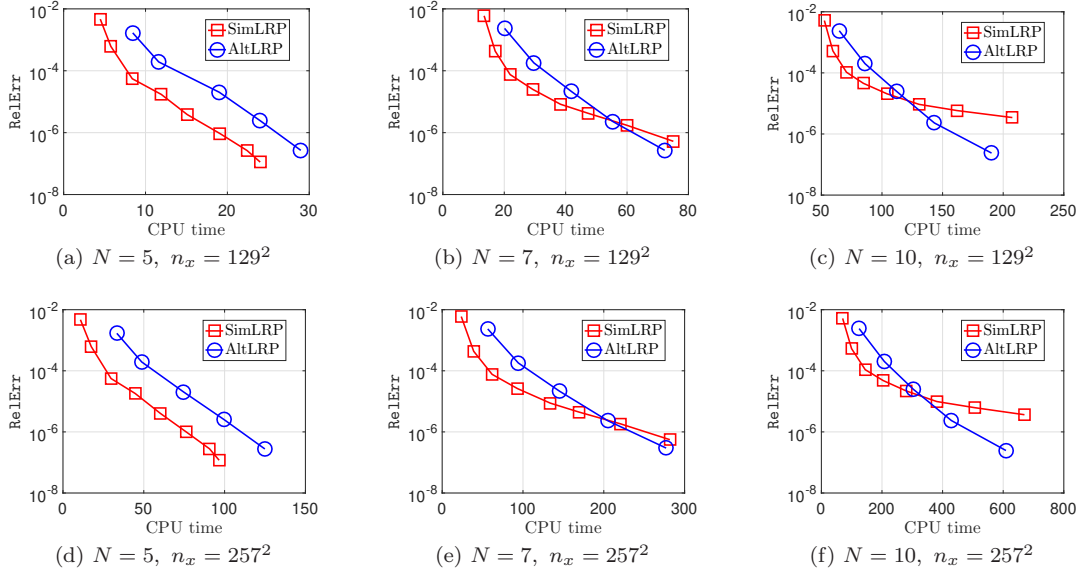 10^-2
10^-4
10^-6
10^-8
RelErr
0 10 20 30
CPU time
SimLRP
AltLRP
(a) N = 5, n_x = 129^2
10^-2
10^-4
10^-6
10^-8
RelErr
0 20 40 60 80
CPU time
SimLRP
AltLRP
(b) N = 7, n_x = 129^2
10^-2
10^-4
10^-6
10^-8
RelErr
50 100 150 200 250
CPU time
SimLRP
AltLRP
(c) N = 10, n_x = 129^2
10^-2
10^-4
10^-6
10^-8
RelErr
0 50 100 150
CPU time
SimLRP
AltLRP
(d) N = 5, n_x = 257^2
10^-2
10^-4
10^-6
10^-8
RelErr
0 100 200 300
CPU time
SimLRP
AltLRP
(e) N = 7, n_x = 257^2
10^-2
10^-4
10^-6
10^-8
RelErr
0 200 400 600 800
CPU time
SimLRP
AltLRP
(f) N = 10, n_x = 257^2